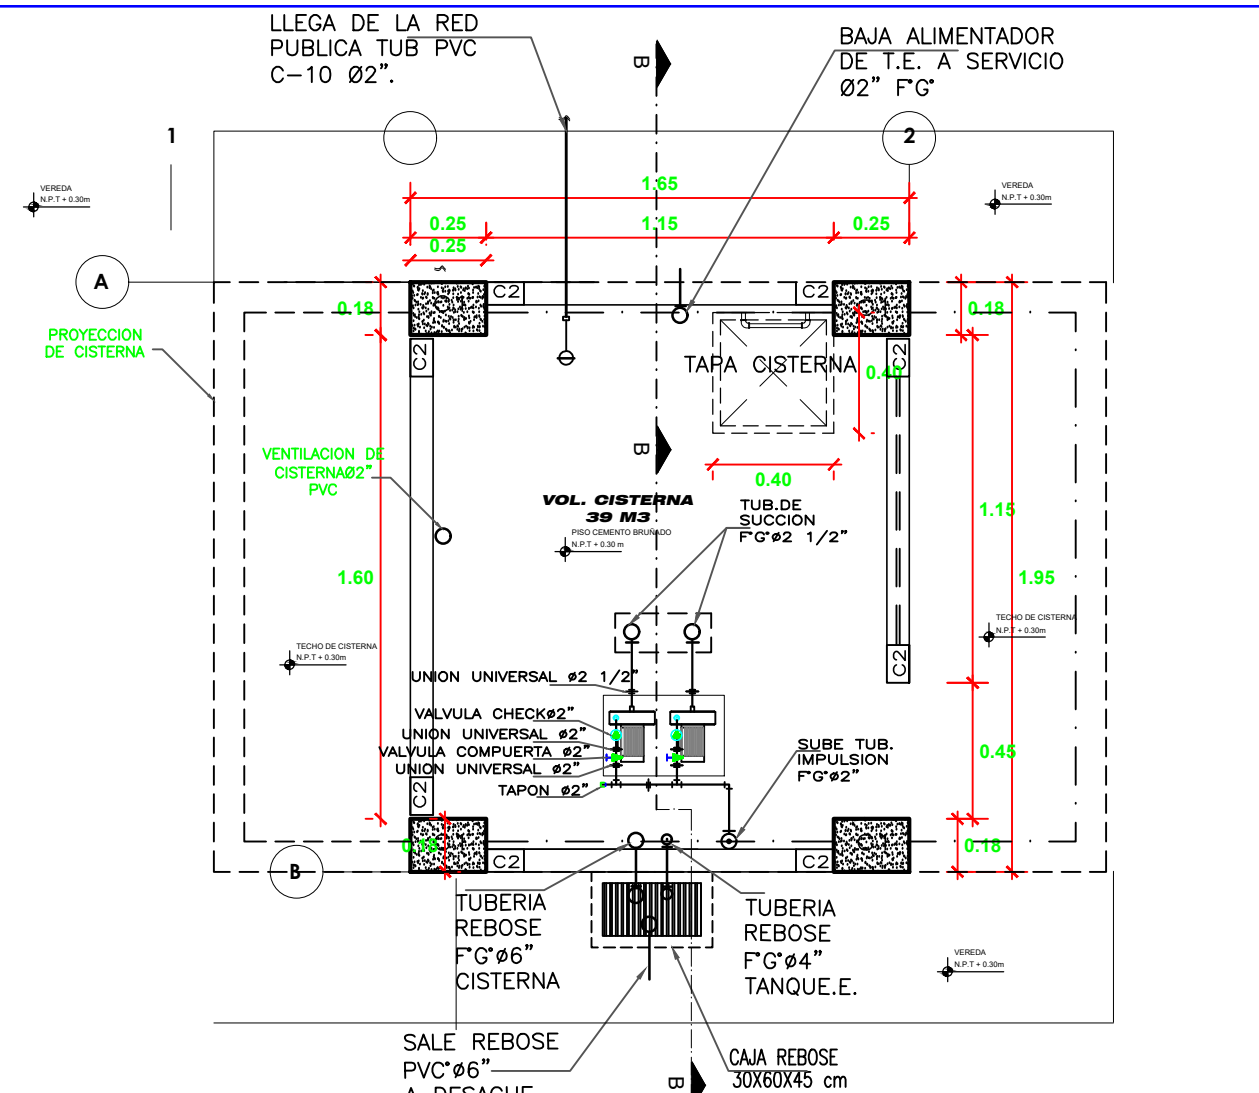 LLEGA DE LA RED
PUBLICA TUB PVC
C-10 Ø2”.
BAJA ALIMENTADOR
DE T.E. A SERVICIO
Ø2” F°G°
B
1
2
VEREDA
N.P.T + 0.30m
VEREDA
N.P.T + 0.30m
1.65
0.25
1.15
0.25
0.25
A
C2
C2
0.18
0.18
PROYECCION
DE CISTERNA
C2
TAPA CISTERNA
C2
0.40
VENTILACION DE
CISTERNAØ2”
PVC
B
0.40
VOL. CISTERNA
39 M3
PISO CEMENTO BRUÑADO
N.P.T + 0.30 m
TUB.DE
SUCCION
F°G°ø2 1/2”
1.15
1.60
1.95
TECHO DE CISTERNA
N.P.T + 0.30m
TECHO DE CISTERNA
N.P.T + 0.30m
C2
UNION UNIVERSAL ø2 1/2”
VALVULA CHECKø2”
UNION UNIVERSAL ø2”
VALVULA COMPUERTA ø2”
UNION UNIVERSAL ø2”
TAPON ø2”
SUBE TUB.
IMPULSION
F°G°ø2”
0.45
C2
0.18
0.18
B
C2
C2
TUBERIA
REBOSE
F°G°ø6”
CISTERNA
TUBERIA
REBOSE
F°G°ø4”
TANQUE.E.
VEREDA
N.P.T + 0.30m
SALE REBOSE
PVC°ø6”
A DESAGUE
CAJA REBOSE
30X60X45 cm
B